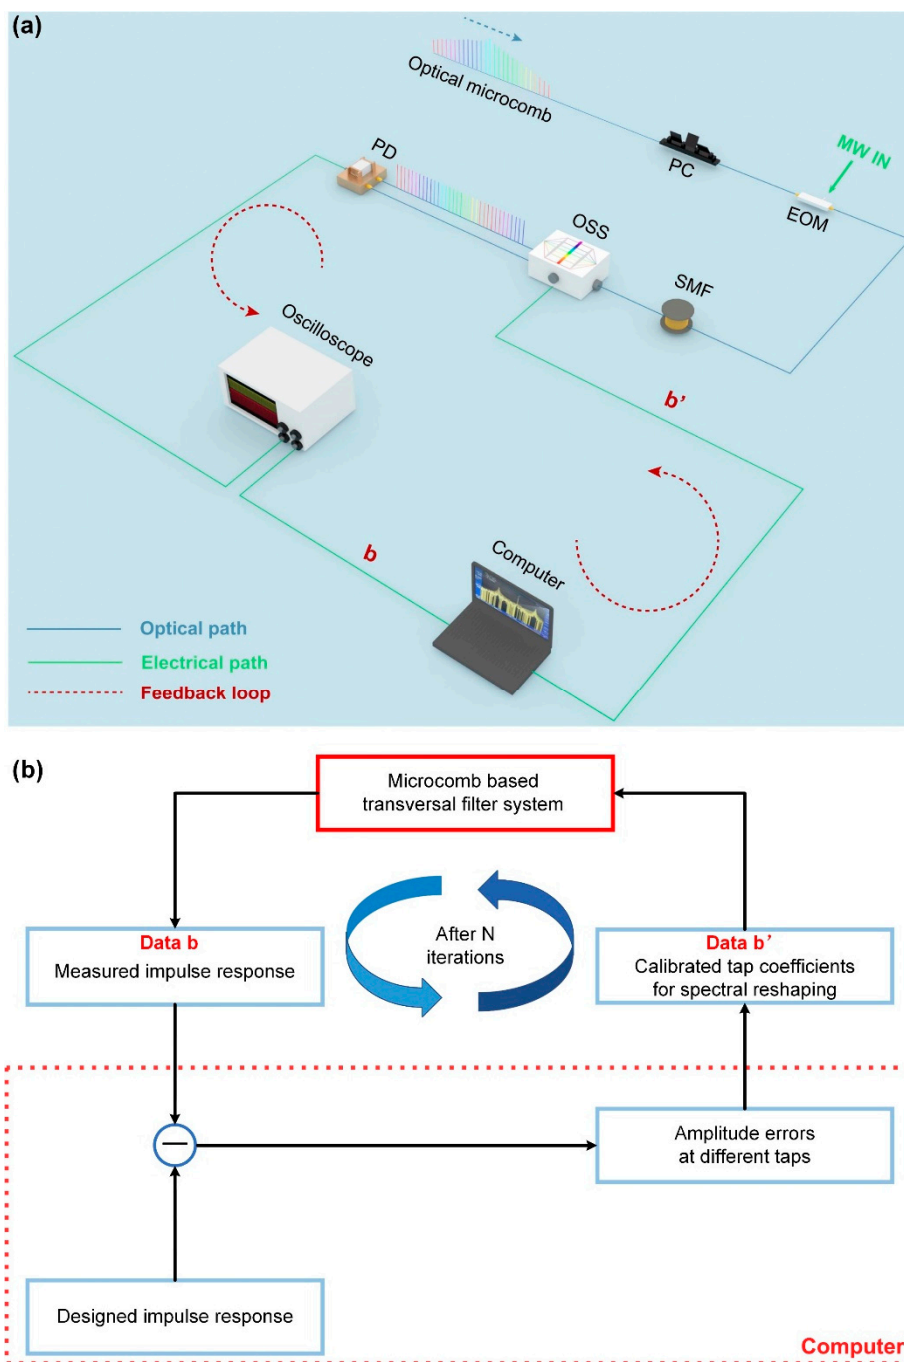 (a)
Optical microcomb
PC
MW IN
EOM
PD
OSS
SMF
Oscilloscope
b’
b
Computer
Optical path
Electrical path
Feedback loop
(b)
Microcomb based
transversal filter system
Data b
Measured impulse response
After N
iterations
Data b’
Calibrated tap coefficients
for spectral reshaping
Amplitude errors
at different taps
Designed impulse response
Computer